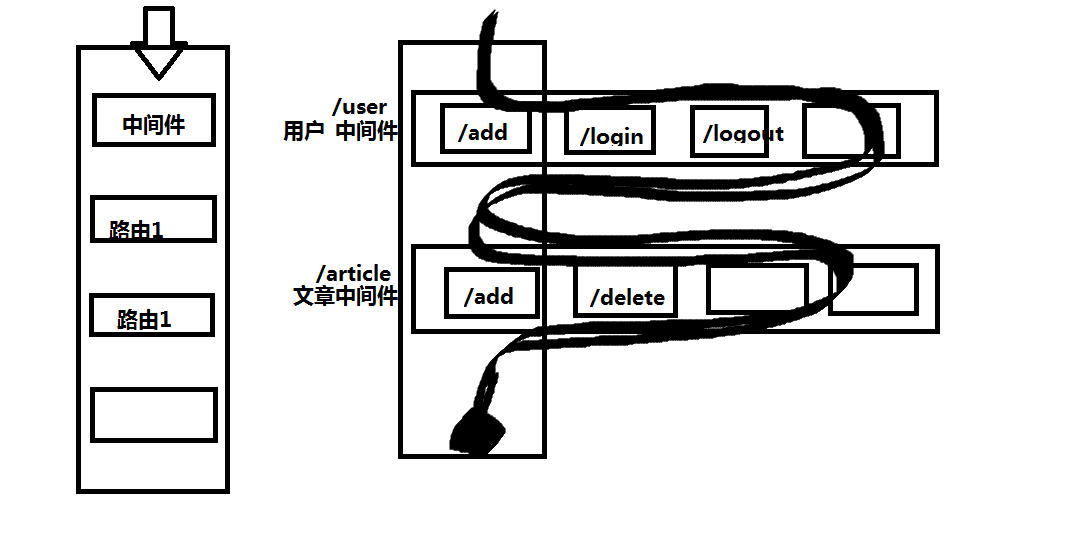 中间件
路由1
路由1
/user
用户 中间件
/add
/login
/logout
/article
文章中间件
/add
/delete